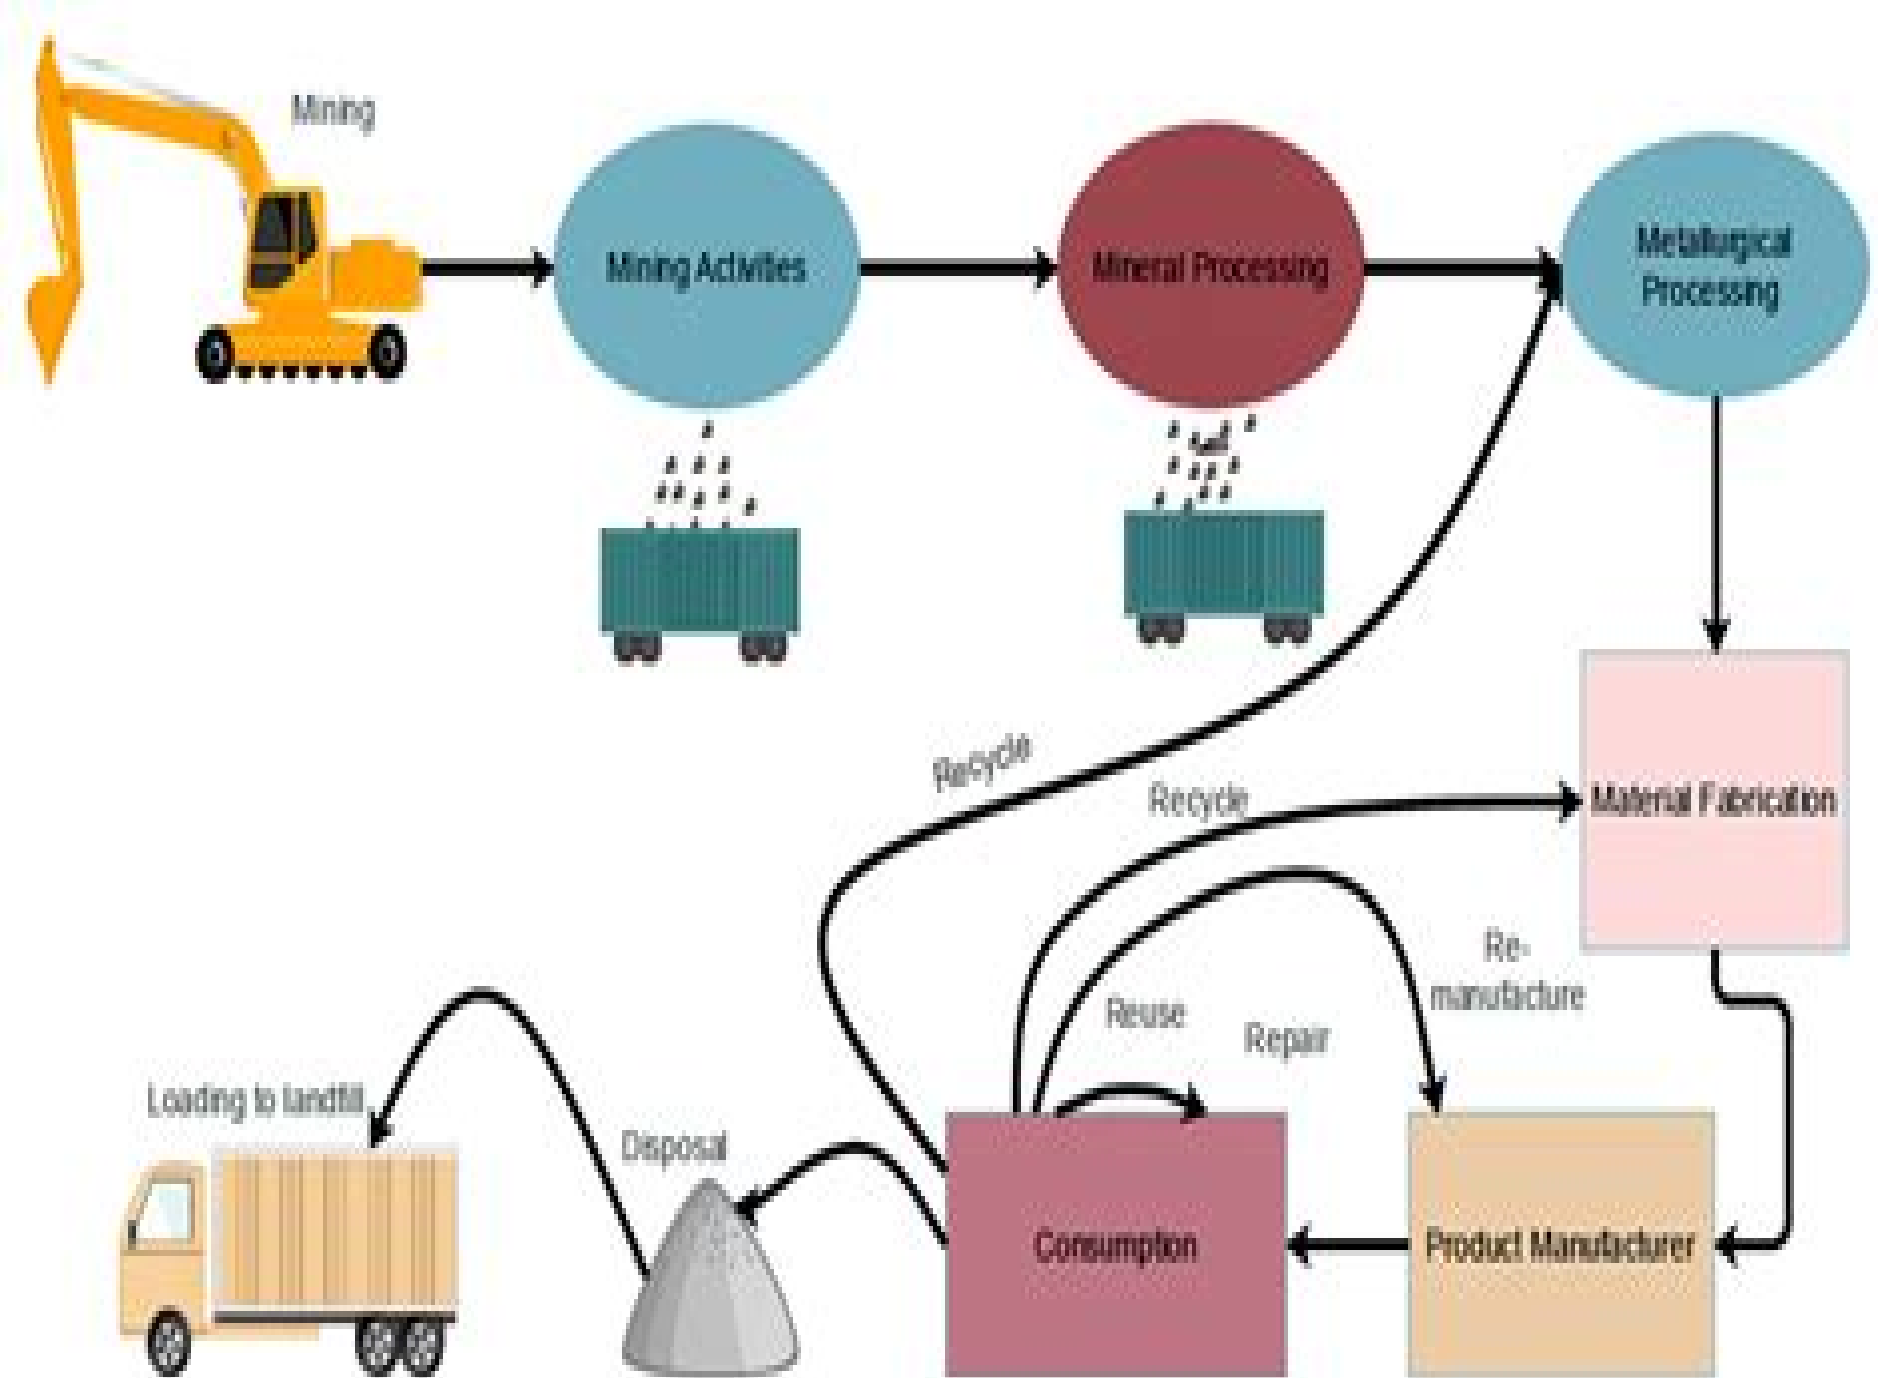 Mining
Mining Activities
Mineral Processing
Metallurgical
Processing
Recycle
Recycle
Material Fabrication
Re-
manufacture
Reuse
Repair
Loading to landfill
Disposal
Consumption
Product Manufacturer